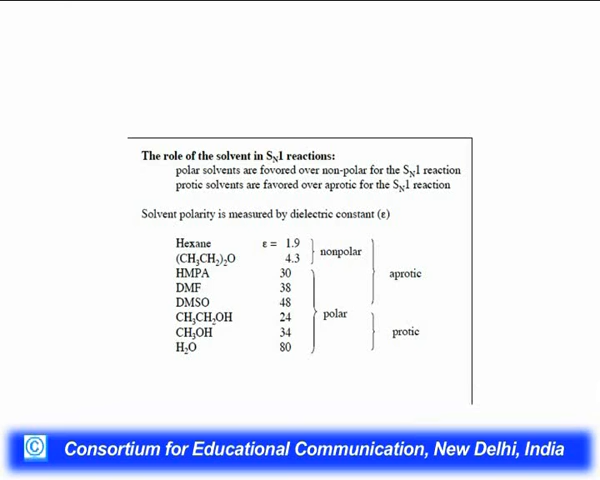 The role of the solvent in SN1 reactions:
polar solvents are fovored over non-polar for the SN1 reaction
protic solvents are favored over aprotic for the SN1 reaction
Solvent polarity is measured by dielectric constant (ε)
Hexane ε = 1.9
(CH3CH2)2O 4.3 nonpolar
HMPA 30 aprotic
DMF 38
DMSO 48
CH3CH2OH 24 polar
CH3OH 34 protic
H2O 80
© Consortium for Educational Communication, New Delhi, India